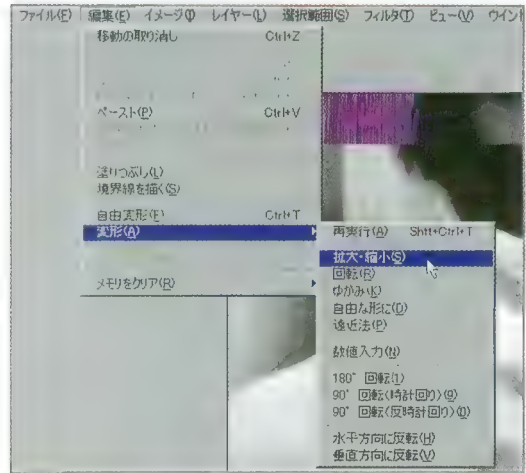 ファイル(F) 編集(E) イメージ(I) レイヤー(L) 選択範囲(S) フィルタ(T) ビュー(V) ウイン
移動の取り消し Ctrl+Z
ペースト(P) Ctrl+V
塗りつぶし(L)
境界線を描く(S)
自由変形(F) Ctrl+T
変形(A)
メモリをクリア(R)
再実行(A) Shft+Ctrl+T
拡大・縮小(S)
回転(R)
ゆがみ(K)
自由な形に(D)
遠近法(P)
数値入力(N)
180° 回転(1)
90° 回転(時計回り)(9)
90° 回転(反時計回り)(0)
水平方向に反転(H)
垂直方向に反転(V)